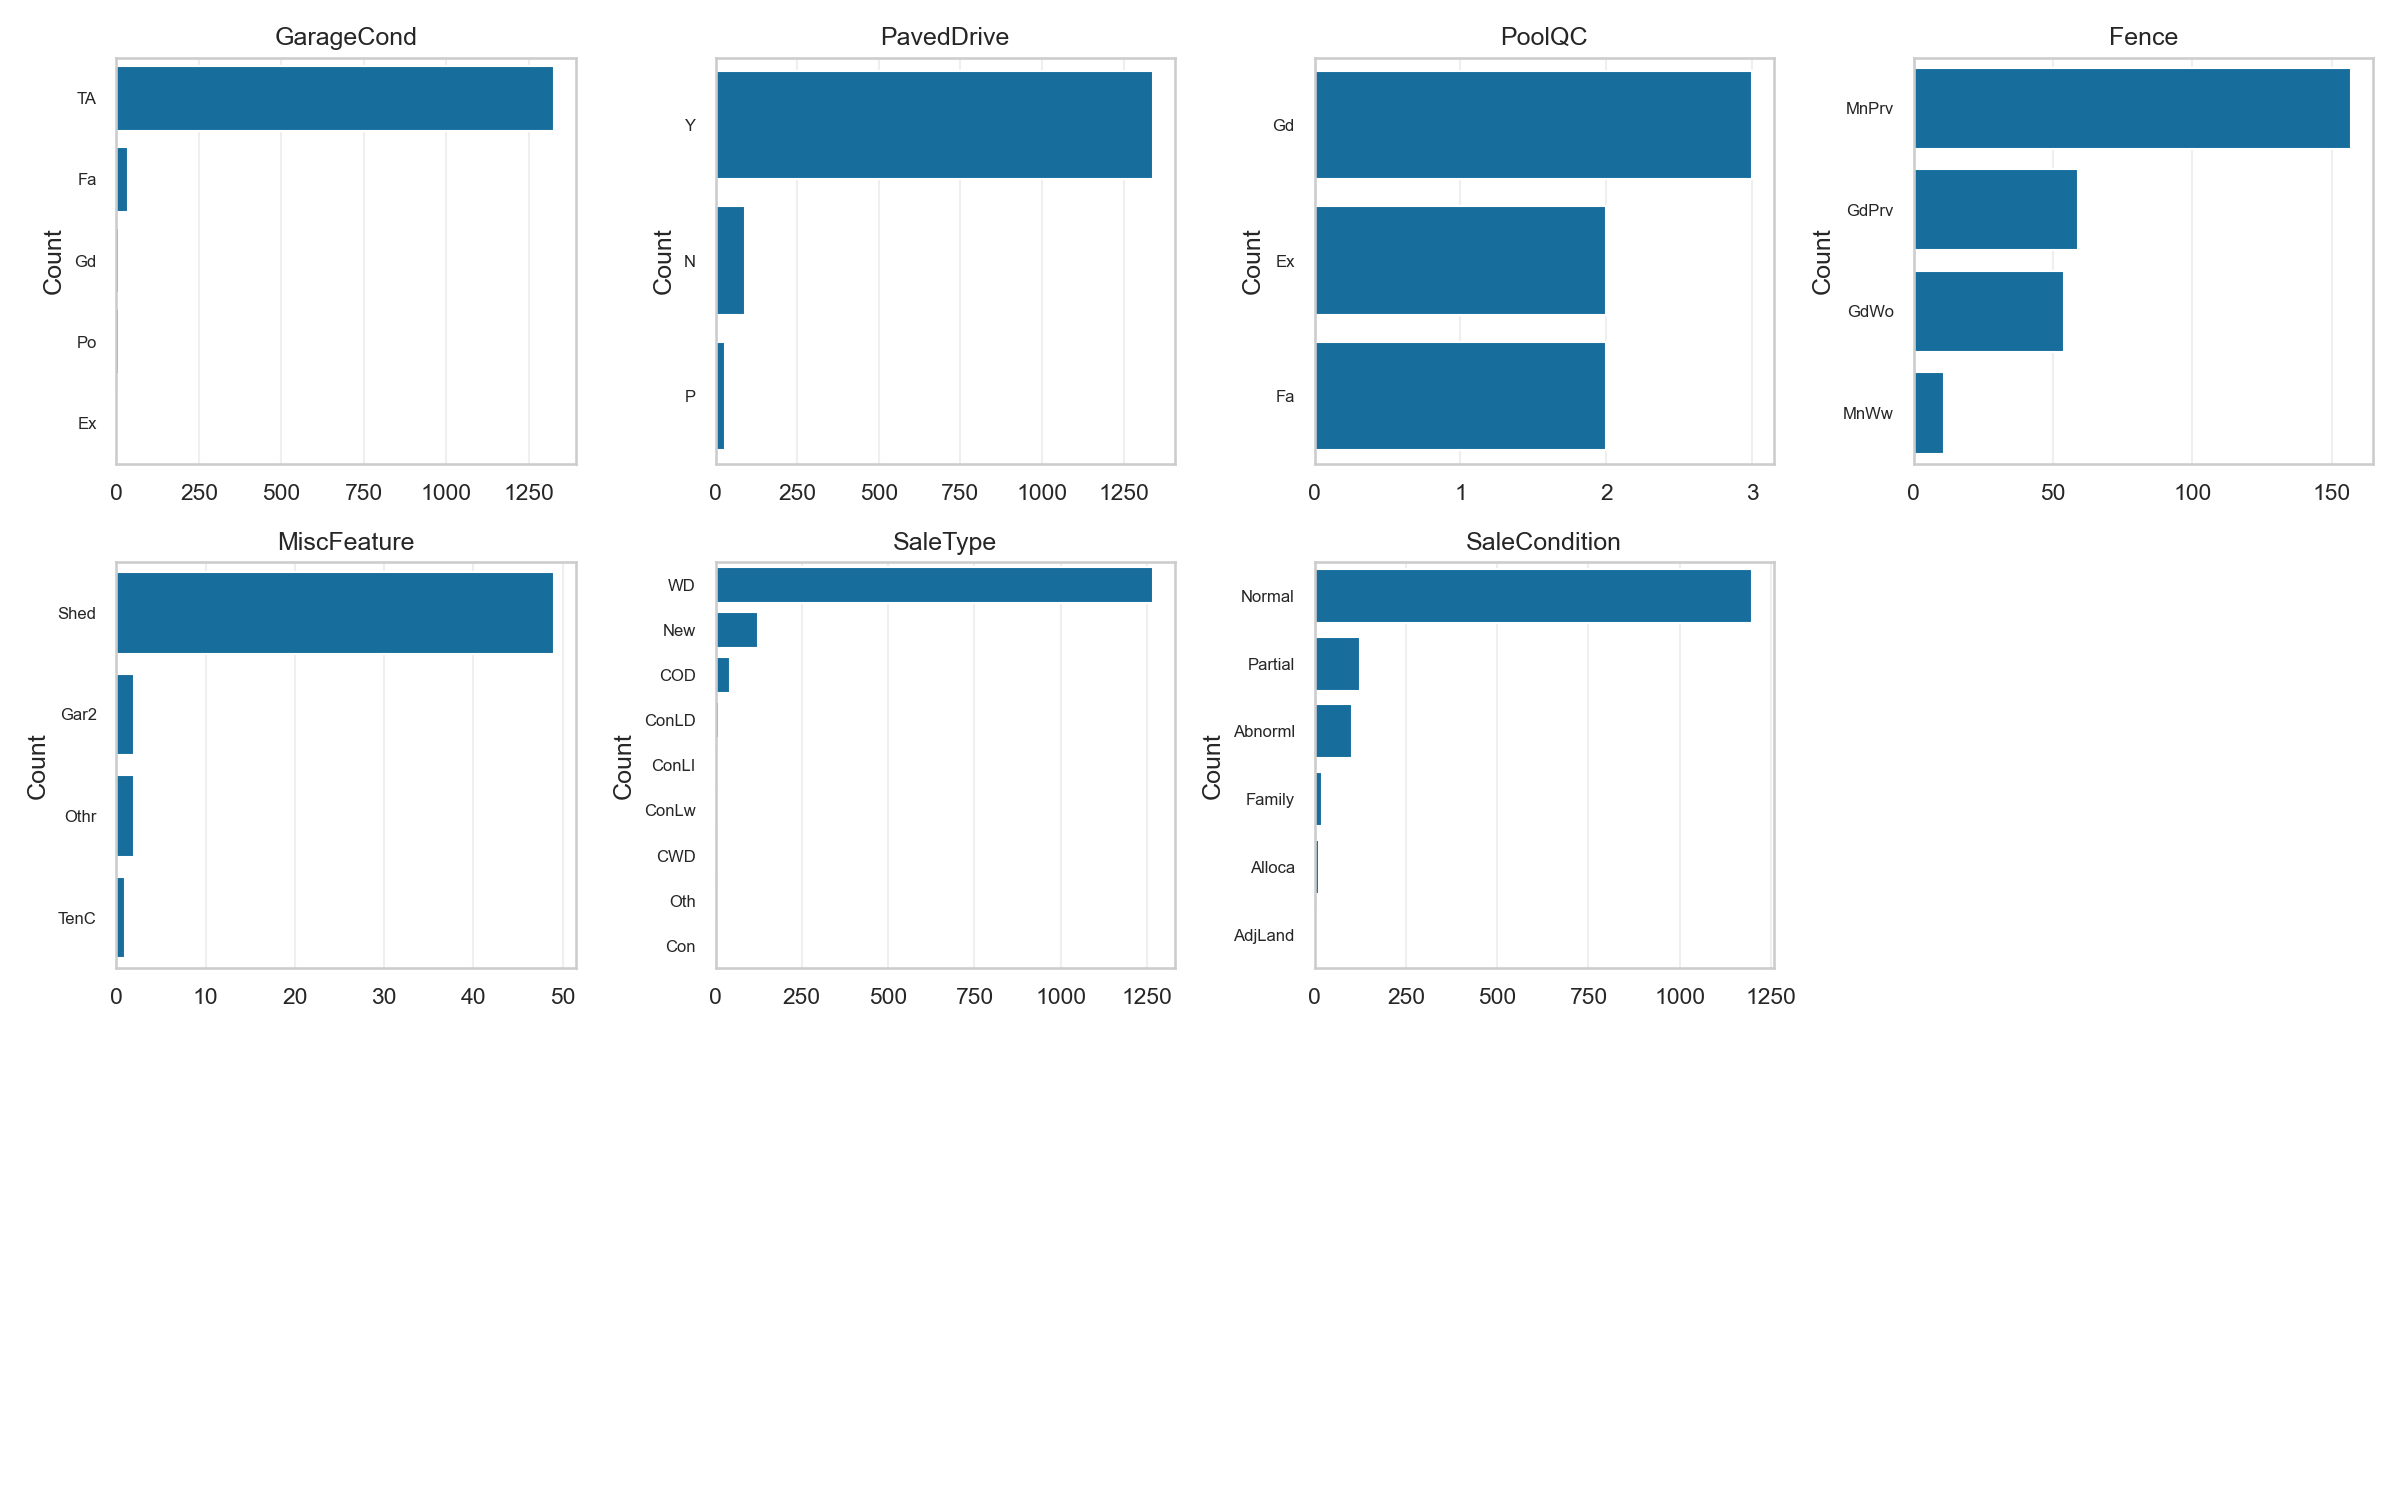 GarageCond
TA
Fa
Gd
Po
Ex
Count
0 250 500 750 1000 1250
PavedDrive
Y
N
P
Count
0 250 500 750 1000 1250
PoolQC
Gd
Ex
Fa
Count
0 1 2 3
Fence
MnPrv
GdPrv
GdWo
MnWw
Count
0 50 100 150
MiscFeature
Shed
Gar2
Othr
TenC
Count
0 10 20 30 40 50
SaleType
WD
New
COD
ConLD
ConLI
ConLw
CWD
Oth
Con
Count
0 250 500 750 1000 1250
SaleCondition
Normal
Partial
Abnorml
Family
Alloca
AdjLand
Count
0 250 500 750 1000 1250